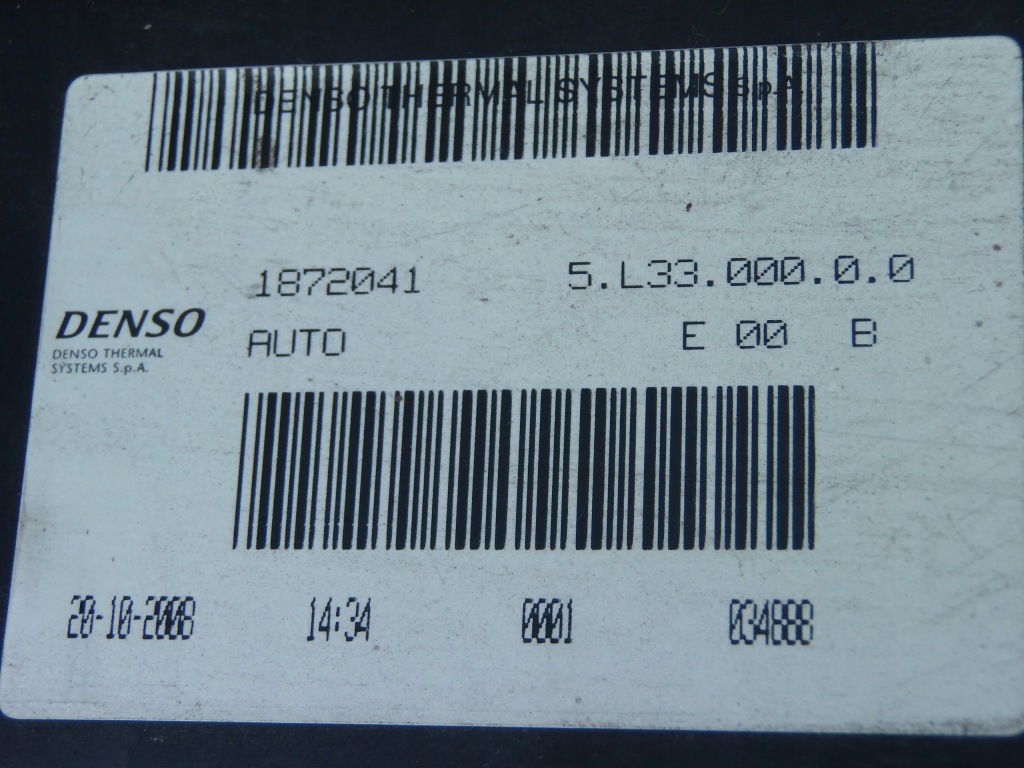 DENSO THERMAL SYSTEMS S.p.A.
1872041 5.L33.000.0.0
DENSO
DENSO THERMAL
SYSTEMS S.p.A.
AUTO E 00 B
20-10-2008 14:34 0001 034888